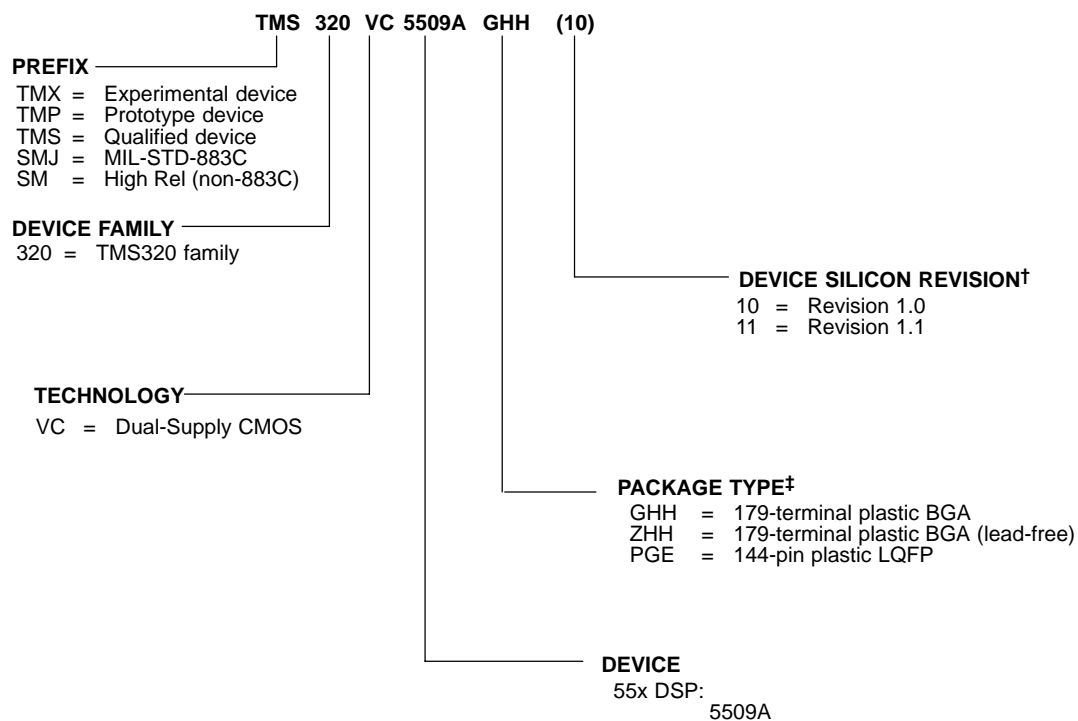 TMS 320 VC 5509A GHH (10)
PREFIX
TMX = Experimental device
TMP = Prototype device
TMS = Qualified device
SMJ = MIL-STD-883C
SM = High Rel (non-883C)
DEVICE FAMILY
320 = TMS320 family
DEVICE SILICON REVISION†
10 = Revision 1.0
11 = Revision 1.1
TECHNOLOGY
VC = Dual-Supply CMOS
PACKAGE TYPE‡
GHH = 179-terminal plastic BGA
ZHH = 179-terminal plastic BGA (lead-free)
PGE = 144-pin plastic LQFP
DEVICE
55x DSP:
5509A